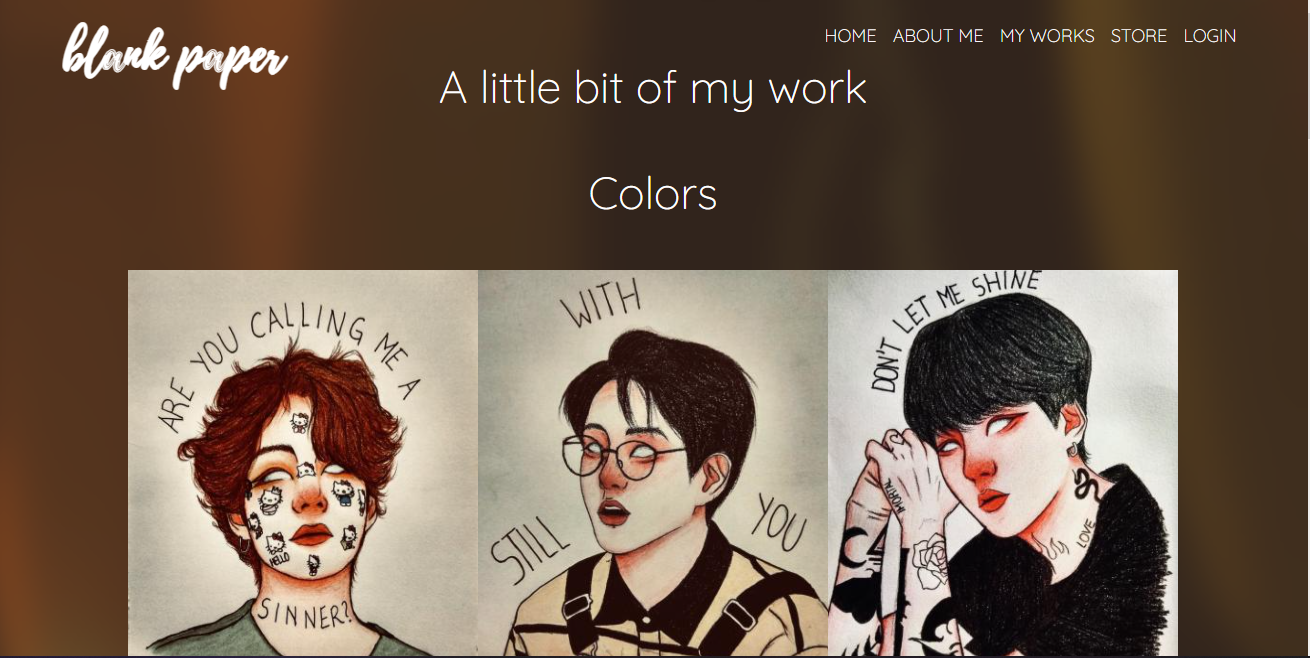 blank paper
HOME ABOUT ME MY WORKS STORE LOGIN
A little bit of my work
Colors
ARE YOU CALLING ME A
SINNER?
HELLO
WITH
STILL
YOU
DON'T LET ME SHINE
LOVE